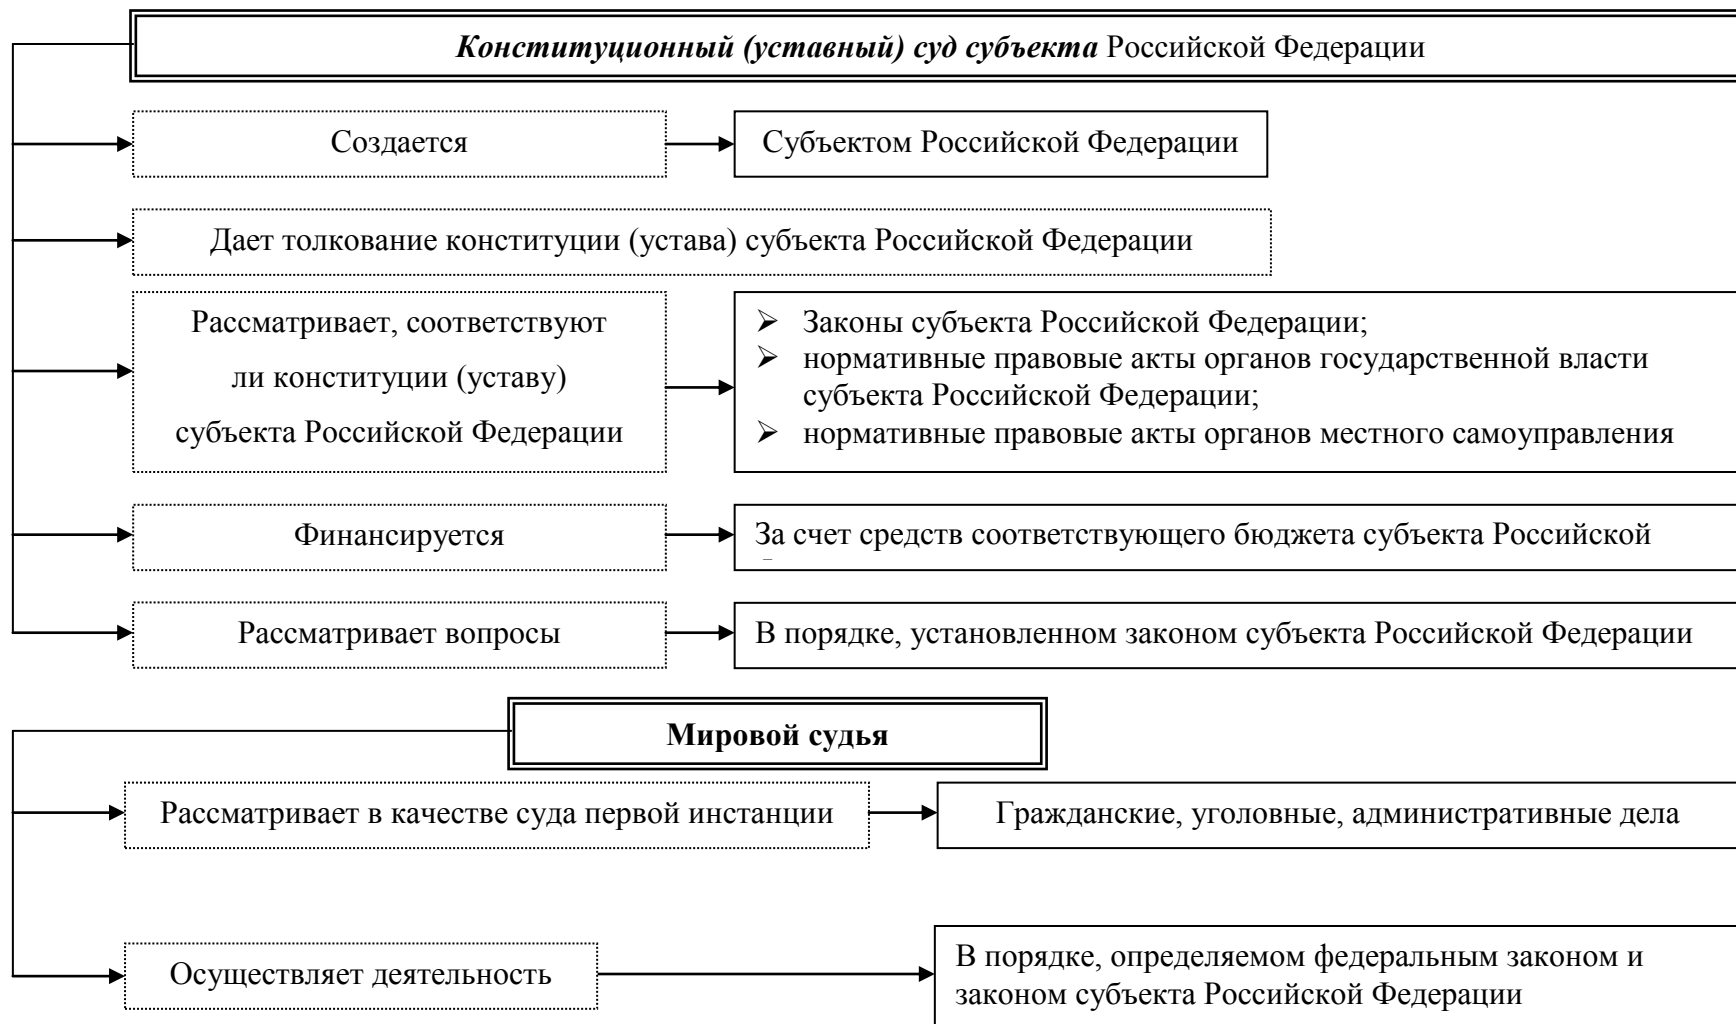 Конституционный (уставный) суд субъекта Российской Федерации
Создается
Субъектом Российской Федерации
Дает толкование конституции (устава) субъекта Российской Федерации
Рассматривает, соответствуют
ли конституции (уставу)
субъекта Российской Федерации
Законы субъекта Российской Федерации;
нормативные правовые акты органов государственной власти
субъекта Российской Федерации;
нормативные правовые акты органов местного самоуправления
Финансируется
За счет средств соответствующего бюджета субъекта Российской
Рассматривает вопросы
В порядке, установленном законом субъекта Российской Федерации
Мировой судья
Рассматривает в качестве суда первой инстанции
Гражданские, уголовные, административные дела
Осуществляет деятельность
В порядке, определяемом федеральным законом и
законом субъекта Российской Федерации